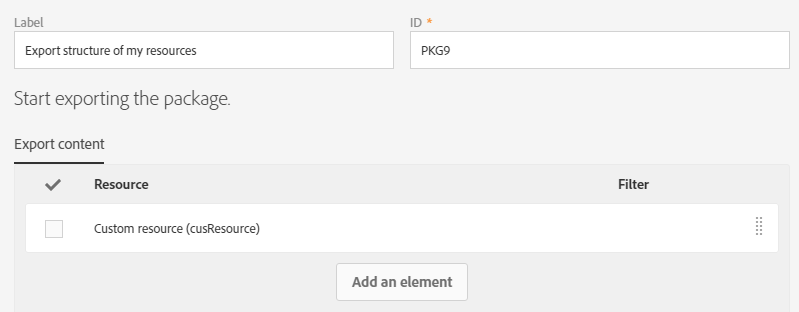 Label
ID *
Export structure of my resources
PKG9
Start exporting the package.
Export content
Resource
Filter
Custom resource (cusResource)
Add an element